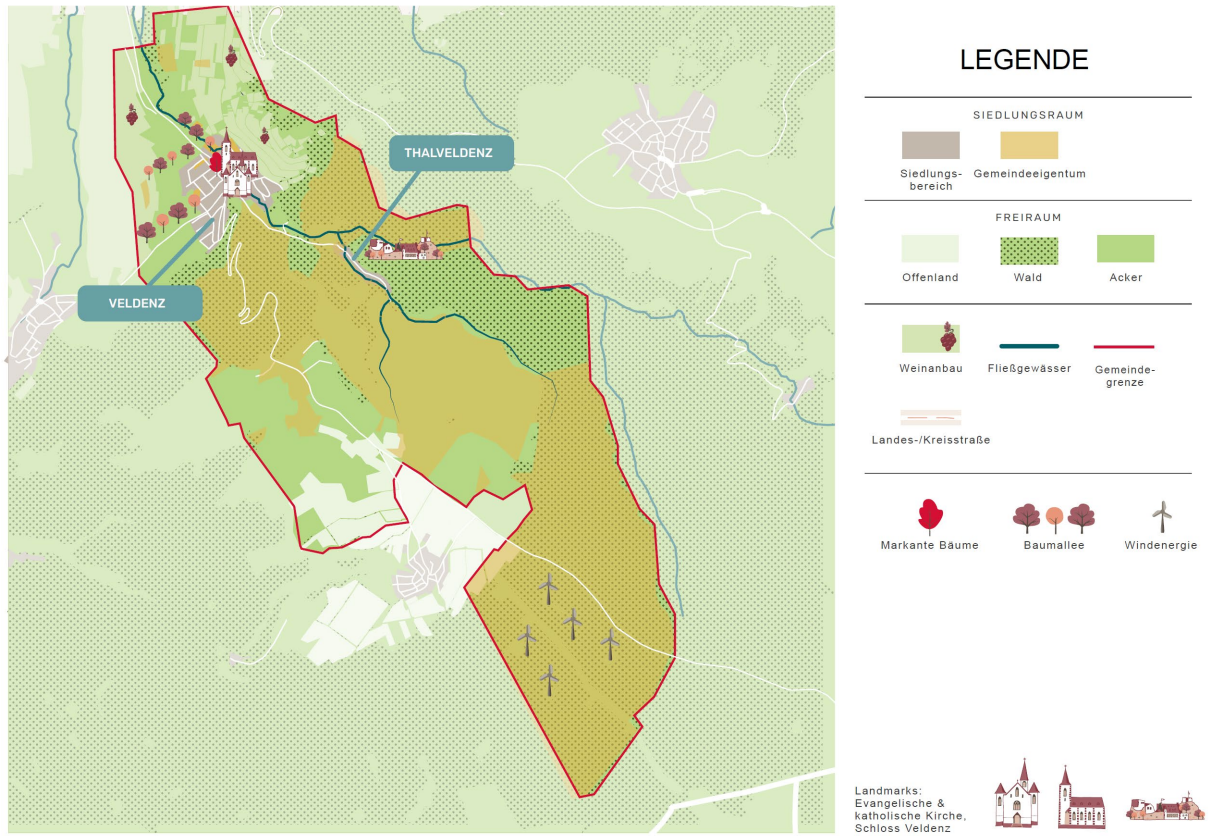 THALVELDENZ
VELDENZ
LEGENDE
SIEDLUNGSRAUM
Siedlungs-
bereich
Gemeindeeigentum
FREIRAUM
Offenland
Wald
Acker
Weinanbau
Fließgewässer
Gemeinde-
grenze
Landes-/Kreisstraße
Markante Bäume
Baumallee
Windenergie
Landmarks:
Evangelische &
katholische Kirche,
Schloss Veldenz